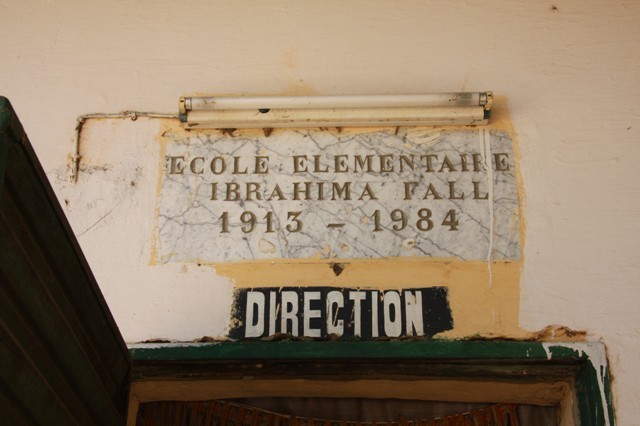 ECOLE ELEMENTAIRE
IBRAHIMA FALL
1913 - 1984
DIRECTION